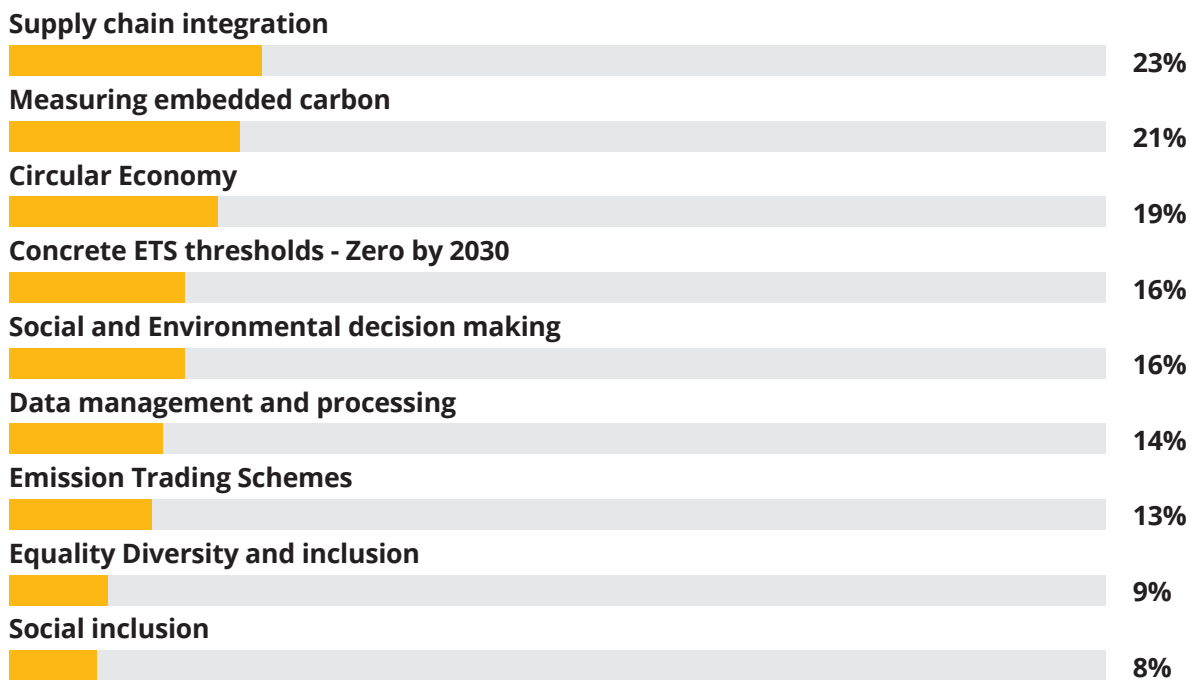 Supply chain integration
23%
Measuring embedded carbon
21%
Circular Economy
19%
Concrete ETS thresholds - Zero by 2030
16%
Social and Environmental decision making
16%
Data management and processing
14%
Emission Trading Schemes
13%
Equality Diversity and inclusion
9%
Social inclusion
8%